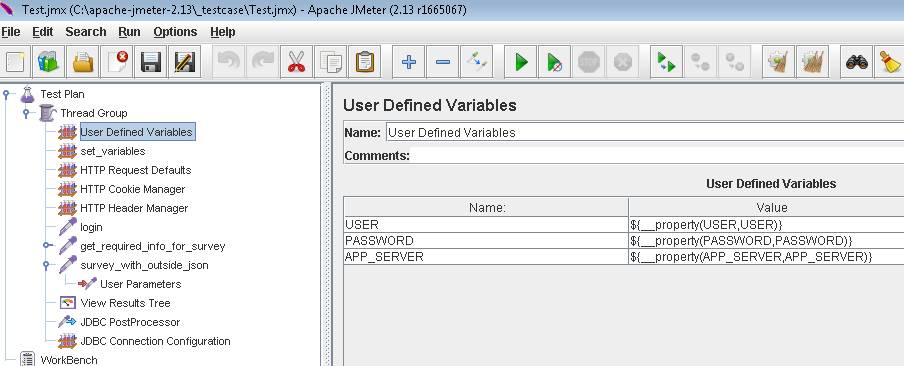 Test.jmx (C:\apache-jmeter-2.13\_testcase\Test.jmx) - Apache JMeter (2.13 r1665067)
File Edit Search Run Options Help
Test Plan
Thread Group
User Defined Variables
set_variables
HTTP Request Defaults
HTTP Cookie Manager
HTTP Header Manager
login
get_required_info_for_survey
survey_with_outside_json
User Parameters
View Results Tree
JDBC PostProcessor
JDBC Connection Configuration
WorkBench
User Defined Variables
Name: User Defined Variables
Comments:
User Defined Variables
Name: Value
USER ${__property(USER,USER)}
PASSWORD ${__property(PASSWORD,PASSWORD)}
APP_SERVER ${__property(APP_SERVER,APP_SERVER)}